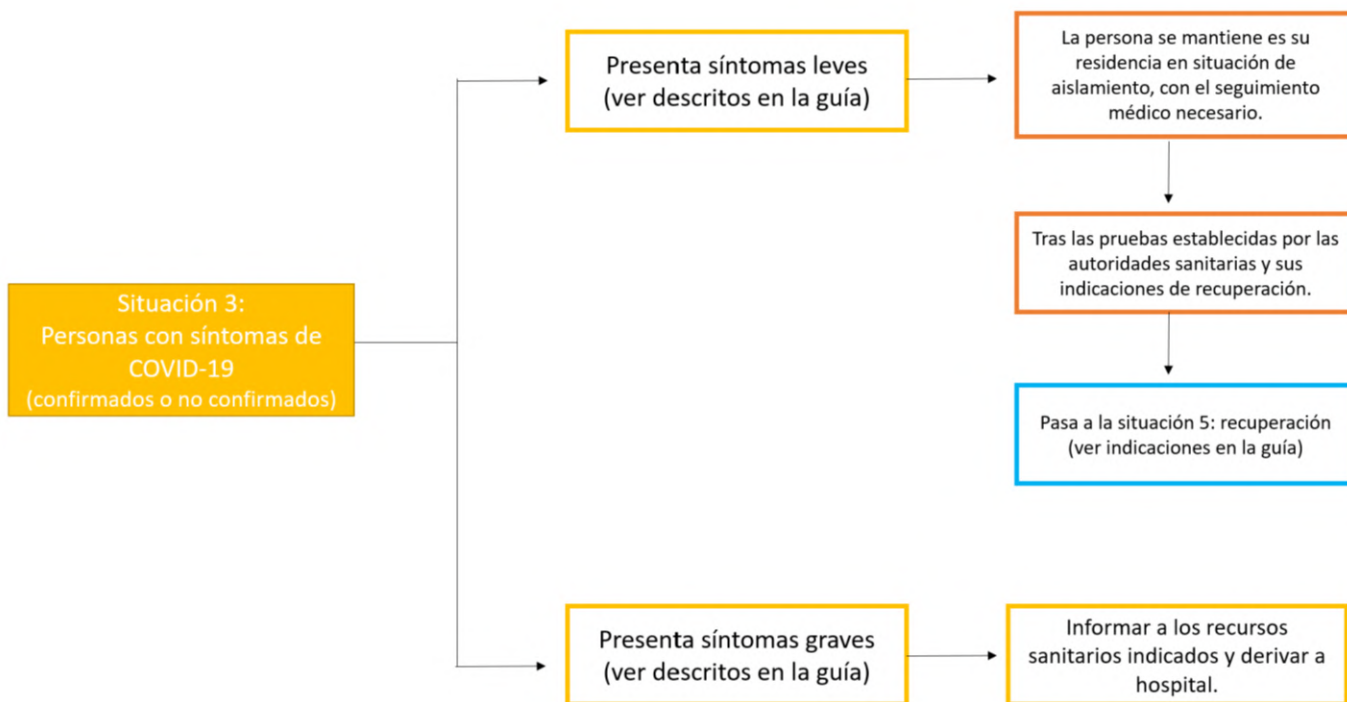 Situación 3:
Personas con síntomas de
COVID-19
(confirmados o no confirmados)
Presenta síntomas leves
(ver descritos en la guía)
La persona se mantiene es su
residencia en situación de
aislamiento, con el seguimiento
médico necesario.
Tras las pruebas establecidas por las
autoridades sanitarias y sus
indicaciones de recuperación.
Pasa a la situación 5: recuperación
(ver indicaciones en la guía)
Presenta síntomas graves
(ver descritos en la guía)
Informar a los recursos
sanitarios indicados y derivar a
hospital.